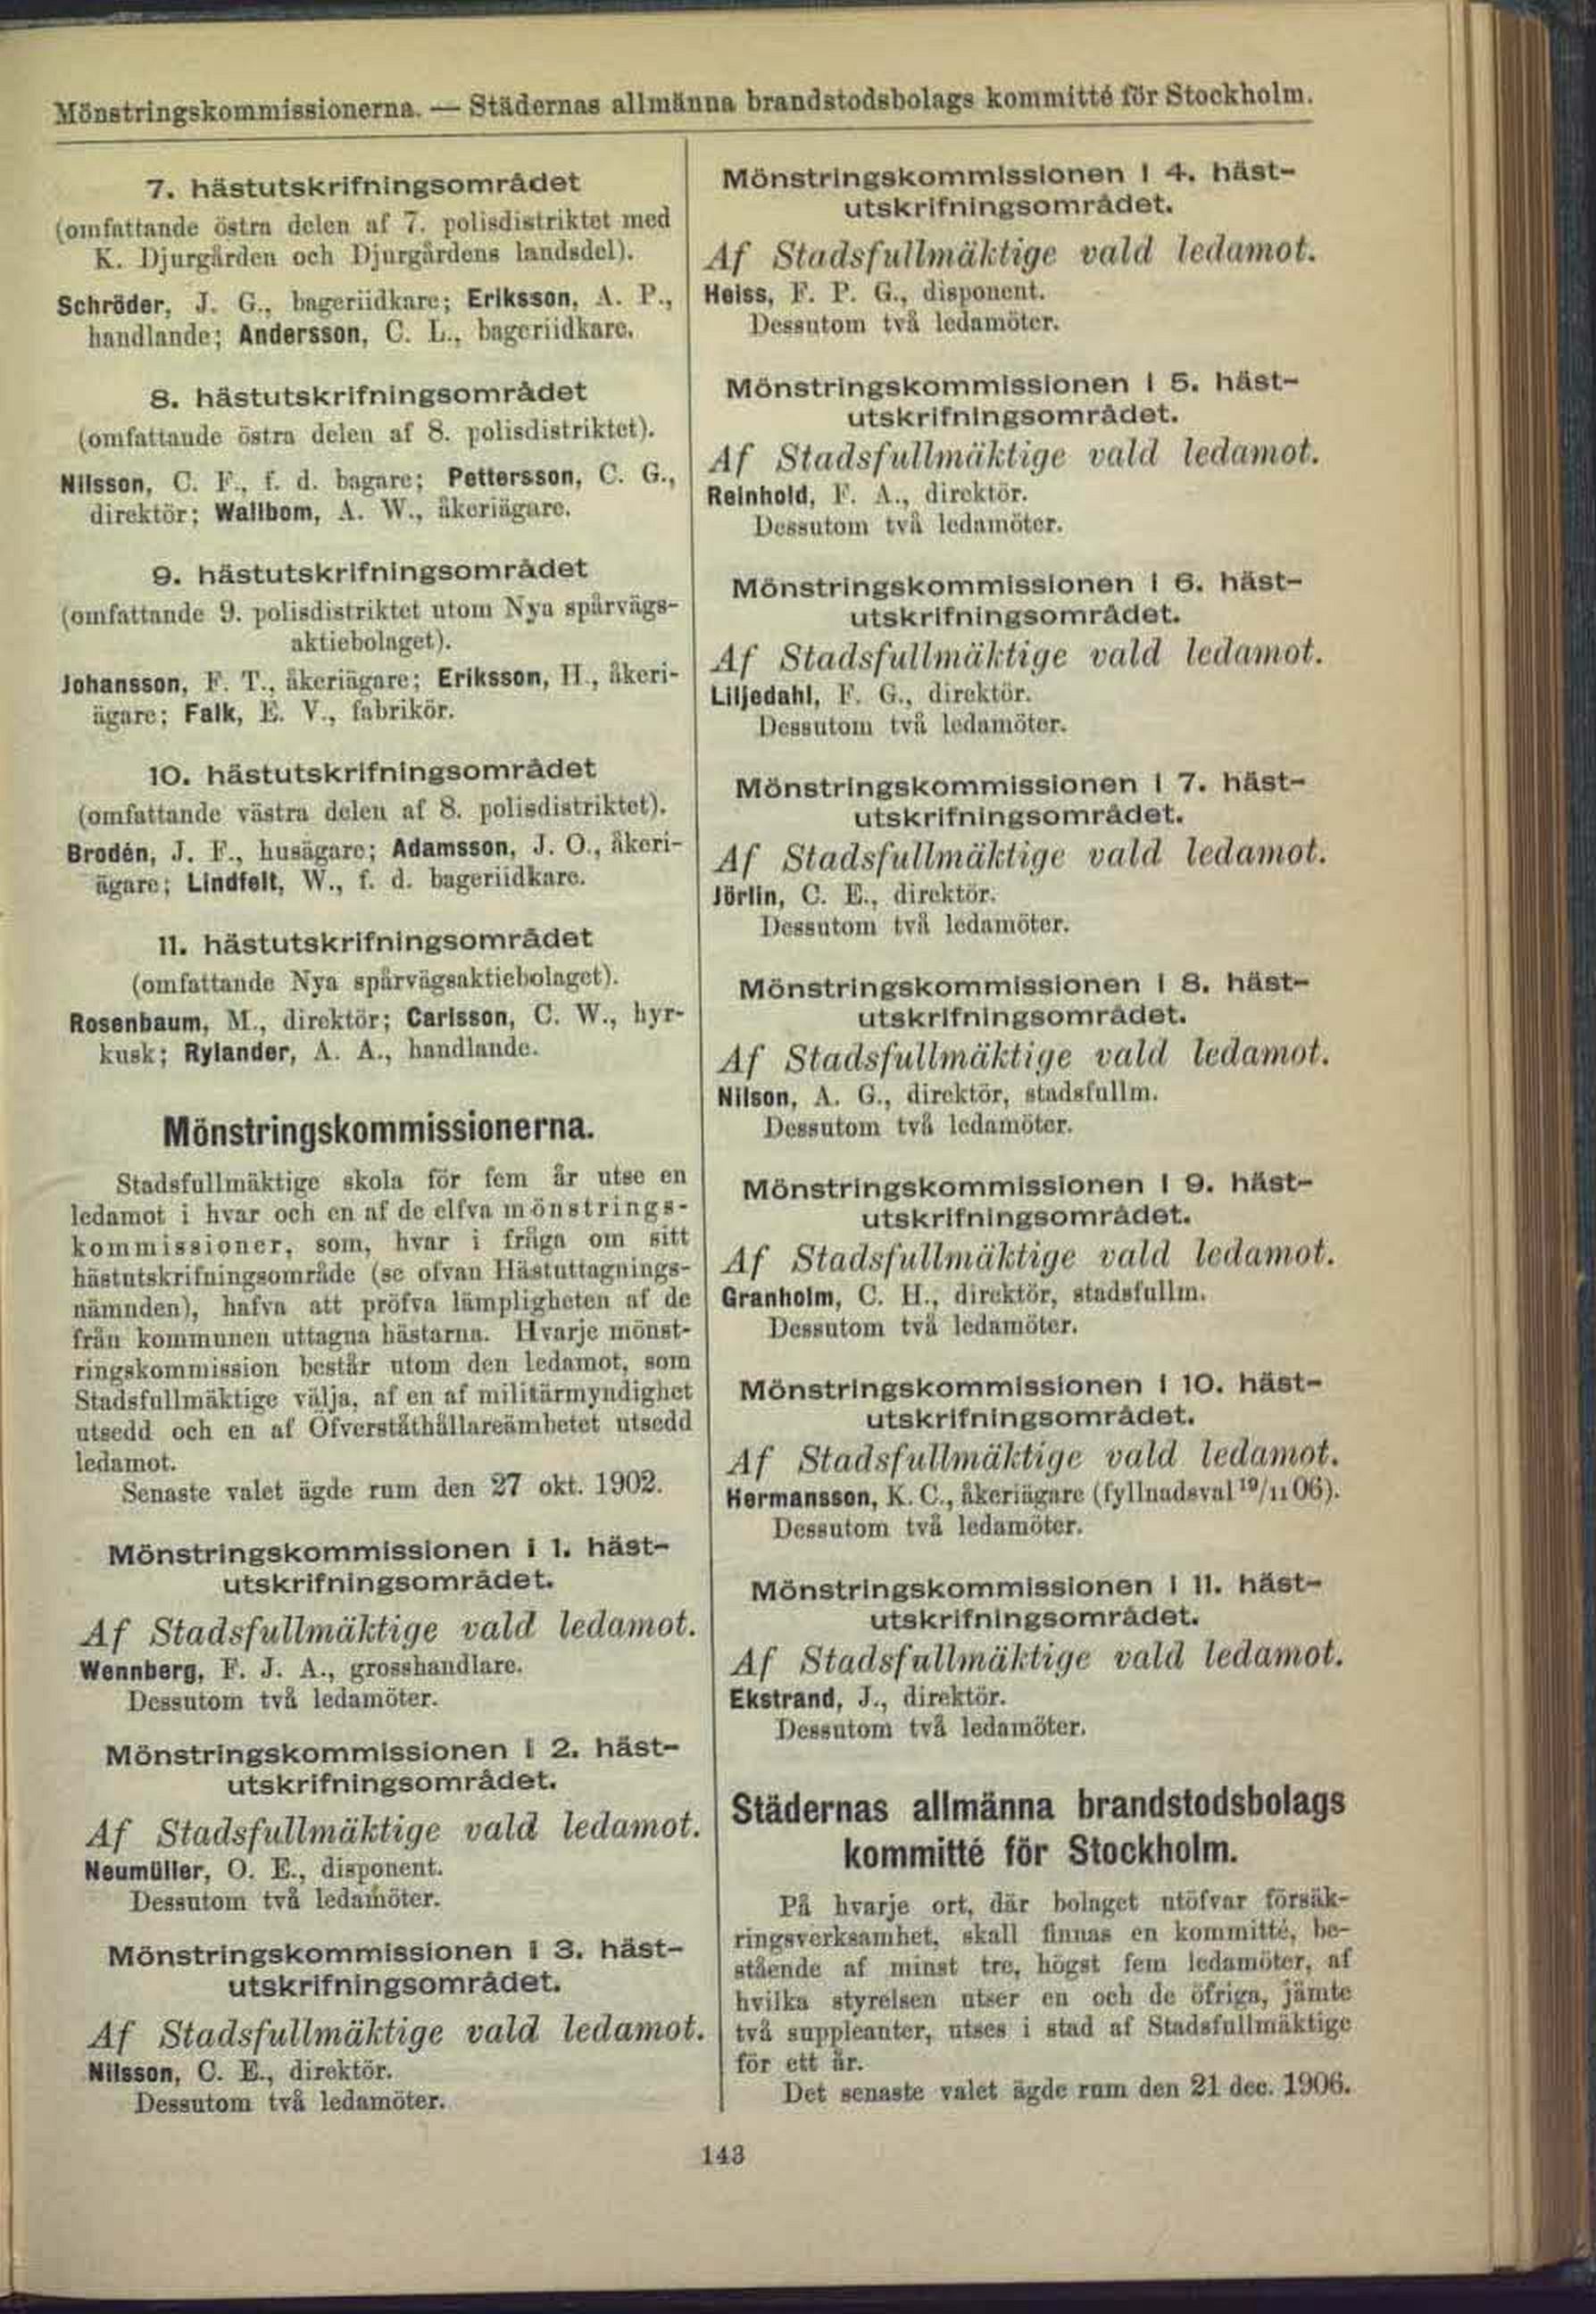 Mönstringskommissionerna. — Städernas allmänna brandstodsbolags kommitté för Stockholm.
7. hästutskrifningsområdet
(omfattande östra delen af 7. polisdistriktet med
K. Djurgården och Djurgårdens landsdel).
Schröder, J. G., bageriidkare; Eriksson, A. P.,
handlande; Andersson, C. L., bageriidkare.
8. hästutskrifningsområdet
(omfattande östra delen af 8. polisdistriktet).
Nilsson, C. F., f. d. bagare; Pettersson, C. G.,
direktör; Wallbom, A. W., åkeriägare.
9. hästutskrifningsområdet
(omfattande 9. polisdistriktet utom Nya spårvägs-
aktiebolaget).
Johansson, F. T., åkeriägare; Eriksson, H., åkeri-
ägare; Falk, E. V., fabrikör.
10. hästutskrifningsområdet
(omfattande västra delen af 8. polisdistriktet).
Brodén, J. F., husägare; Adamsson, J. O., åkeri-
ägare; Lindfelt, W., f. d. bageriidkare.
11. hästutskrifningsområdet
(omfattande Nya spårvägsaktiebolaget).
Rosenbaum, M., direktör; Carlsson, C. W., hyr-
kusk; Rylander, A. A., handlande.
Mönstringskommissionerna.
Stadsfullmäktige skola för fem år utse en
ledamot i hvar och en af de elfva mönstrings-
kommissioner, som, hvar i fråga om sitt
hästutskrifningsområde (se ofvan Hästuttagnings-
nämnden), hafva att pröfva lämpligheten af de
från kommunen uttagna hästarna. Hvarje mönst-
ringskommission består utom den ledamot, som
Stadsfullmäktige välja, af en af militärmyndighet
utsedd och en af Öfverståthållareämbetet utsedd
ledamot.
Senaste valet ägde rum den 27 okt. 1902.
Mönstringskommissionen i 1. häst-
utskrifningsområdet.
Af Stadsfullmäktige vald ledamot.
Wennberg, F. J. A., grosshandlare.
Dessutom två ledamöter.
Mönstringskommissionen i 2. häst-
utskrifningsområdet.
Af Stadsfullmäktige vald ledamot.
Neumüller, O. E., disponent.
Dessutom två ledamöter.
Mönstringskommissionen i 3. häst-
utskrifningsområdet.
Af Stadsfullmäktige vald ledamot.
Nilsson, C. E., direktör.
Dessutom två ledamöter.
Mönstringskommissionen i 4. häst-
utskrifningsområdet.
Af Stadsfullmäktige vald ledamot.
Heiss, F. P. G., disponent.
Dessutom två ledamöter.
Mönstringskommissionen i 5. häst-
utskrifningsområdet.
Af Stadsfullmäktige vald ledamot.
Reinhold, F. A., direktör.
Dessutom två ledamöter.
Mönstringskommissionen i 6. häst-
utskrifningsområdet.
Af Stadsfullmäktige vald ledamot.
Liljedahl, F. G., direktör.
Dessutom två ledamöter.
Mönstringskommissionen i 7. häst-
utskrifningsområdet.
Af Stadsfullmäktige vald ledamot.
Jörlin, C. E., direktör.
Dessutom två ledamöter.
Mönstringskommissionen i 8. häst-
utskrifningsområdet.
Af Stadsfullmäktige vald ledamot.
Nilson, A. G., direktör, stadsfullm.
Dessutom två ledamöter.
Mönstringskommissionen i 9. häst-
utskrifningsområdet.
Af Stadsfullmäktige vald ledamot.
Granholm, C. H., direktör, stadsfullm.
Dessutom två ledamöter.
Mönstringskommissionen i 10. häst-
utskrifningsområdet.
Af Stadsfullmäktige vald ledamot.
Hermansson, K. C., åkeriägare (fyllnadsval 19/11 06).
Dessutom två ledamöter.
Mönstringskommissionen i 11. häst-
utskrifningsområdet.
Af Stadsfullmäktige vald ledamot.
Ekstrand, J., direktör.
Dessutom två ledamöter.
Städernas allmänna brandstodsbolags
kommitté för Stockholm.
På hvarje ort, där bolaget utöfvar försäk-
ringsverksamhet, skall finnas en kommitté, be-
stående af minst tre, högst fem ledamöter, af
hvilka styrelsen utser en och de öfriga, jämte
två suppleanter, utses i stad af Stadsfullmäktige
för ett år.
Det senaste valet ägde rum den 21 dec. 1906.
143